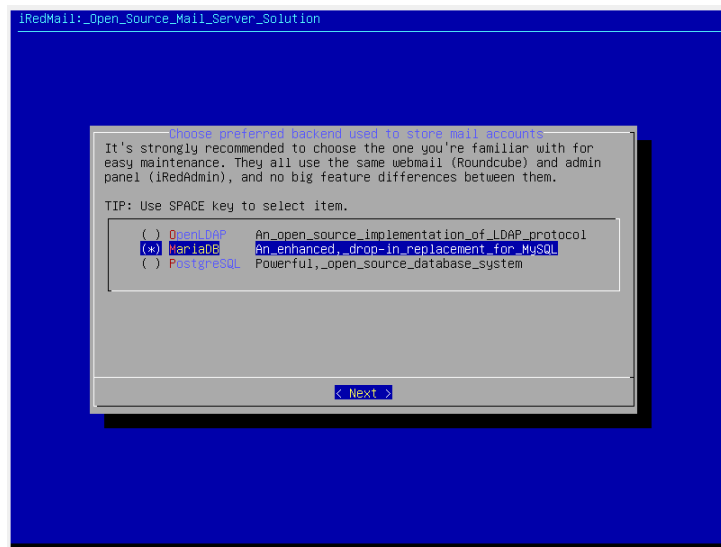 iRedMail:_Open_Source_Mail_Server_Solution
Choose preferred backend used to store mail accounts
It's strongly recommended to choose the one you're familiar with for
easy maintenance. They all use the same webmail (Roundcube) and admin
panel (iRedAdmin), and no big feature differences between them.
TIP: Use SPACE key to select item.
( ) OpenLDAP An_open_source_implementation_of_LDAP_protocol
(*) MariaDB An_enhanced,_drop-in_replacement_for_MySQL
( ) PostgreSQL Powerful,_open_source_database_system
< Next >